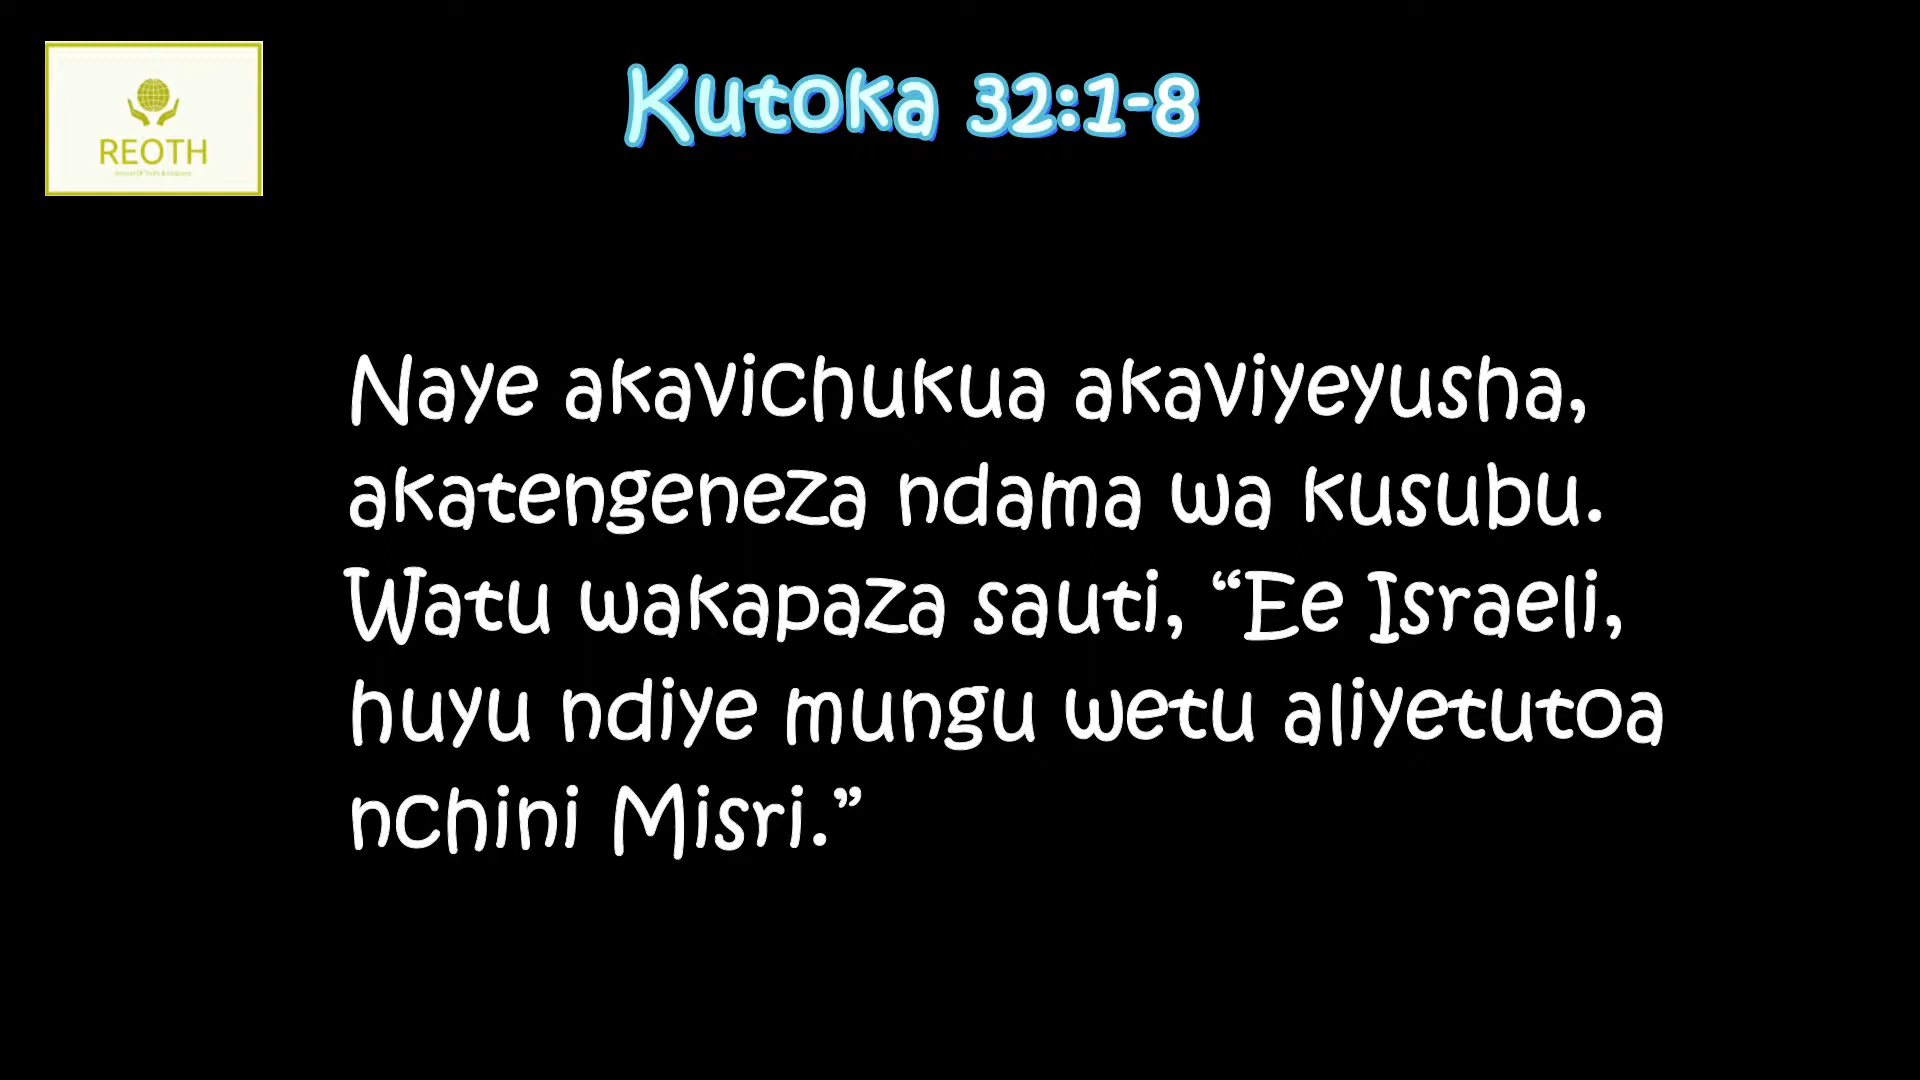 REOTH
Kutoka 32:1-8
Naye akavichukua akaviyeyusha,
akatengeneza ndama wa kusubu.
Watu wakapaza sauti, “Ee Israeli,
huyu ndiye mungu wetu aliyetutoa
nchini Misri.”